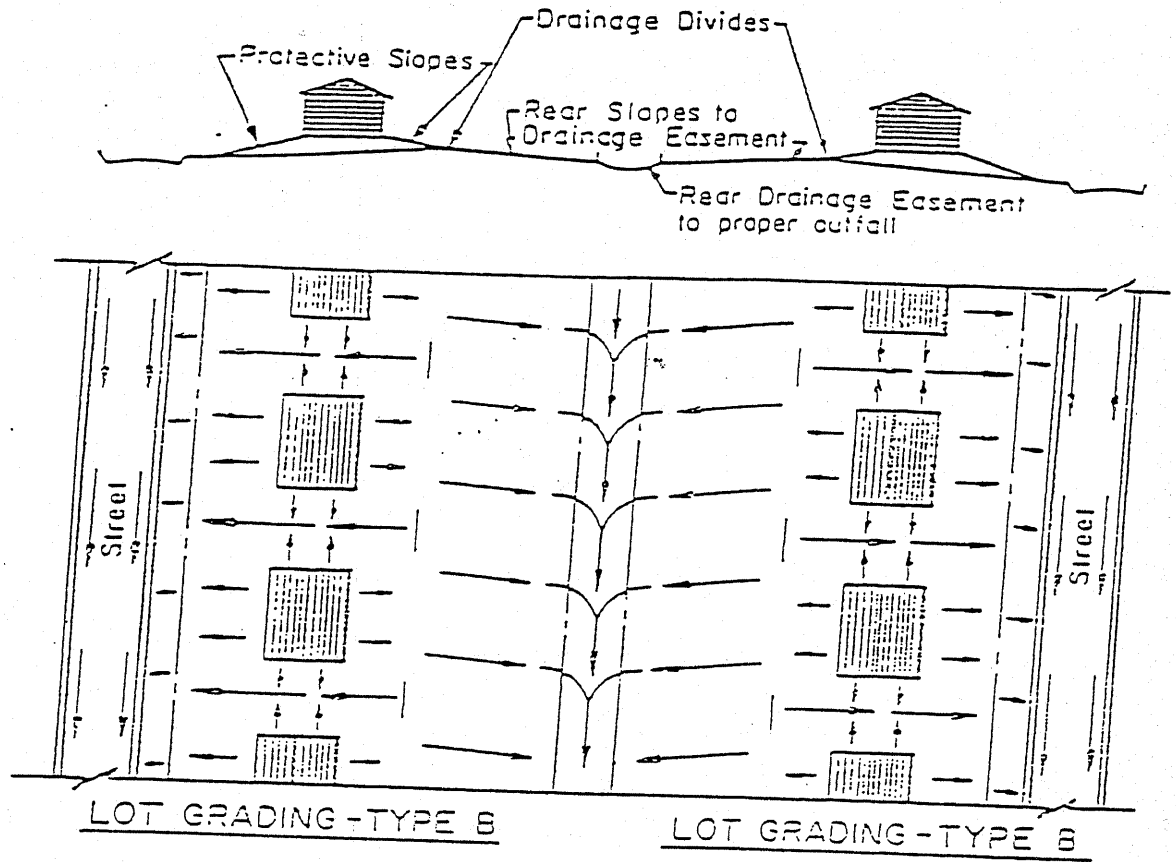 Drainage Divides
Protective Slopes
Rear Slopes to
Drainage Easement
Rear Drainage Easement
to proper outfall
Street
Street
LOT GRADING-TYPE B
LOT GRADING-TYPE B